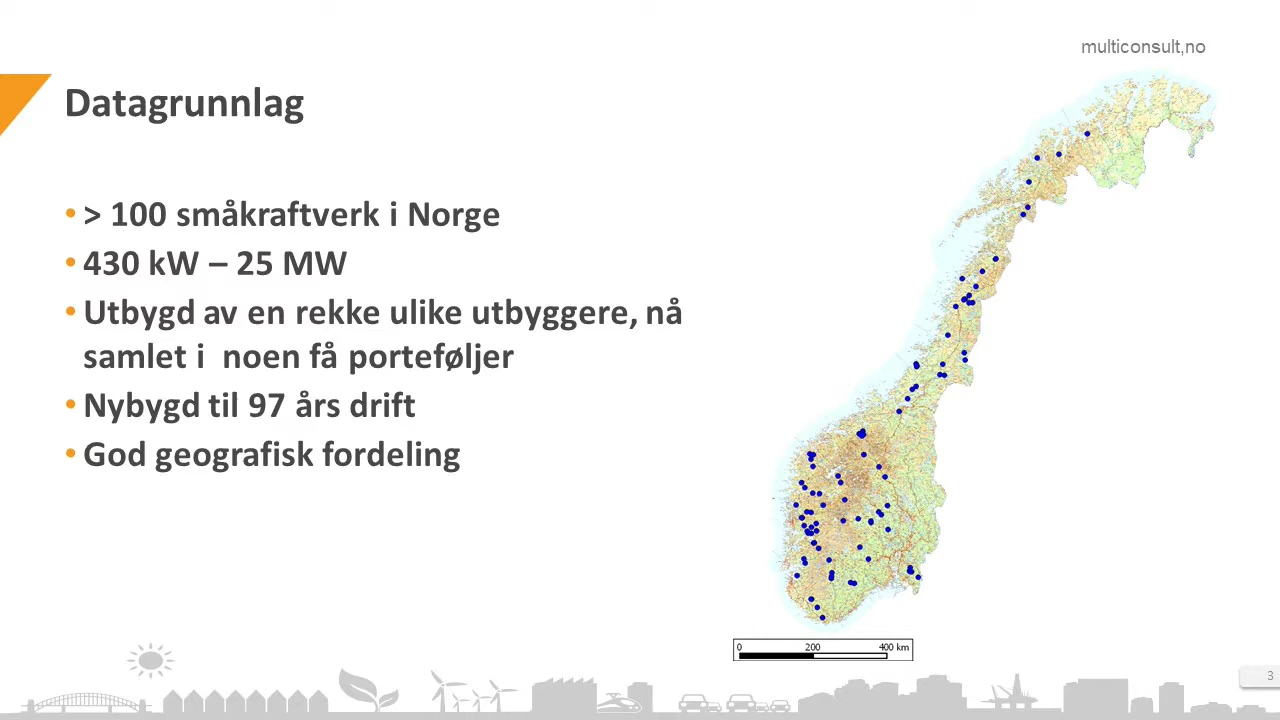 multiconsult,no
Datagrunnlag
• > 100 småkraftverk i Norge
• 430 kW – 25 MW
• Utbygd av en rekke ulike utbyggere, nå
samlet i  noen få porteføljer
• Nybygd til 97 års drift
• God geografisk fordeling
0 200 400 km
3